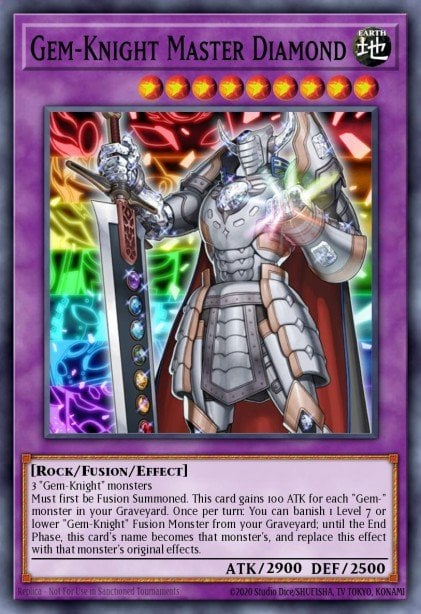 Gem-Knight Master Diamond
EARTH
地
[Rock/Fusion/Effect]
3 "Gem-Knight" monsters
Must first be Fusion Summoned. This card gains 100 ATK for each "Gem-"
monster in your Graveyard. Once per turn: You can banish 1 Level 7 or
lower "Gem-Knight" Fusion Monster from your Graveyard; until the End
Phase, this card's name becomes that monster's, and replace this effect
with that monster's original effects.
ATK/2900 DEF/2500
Replica - Not For Use in Sanctioned Tournaments
©2020 Studio Dice/SHUEISHA, TV TOKYO, KONAMI